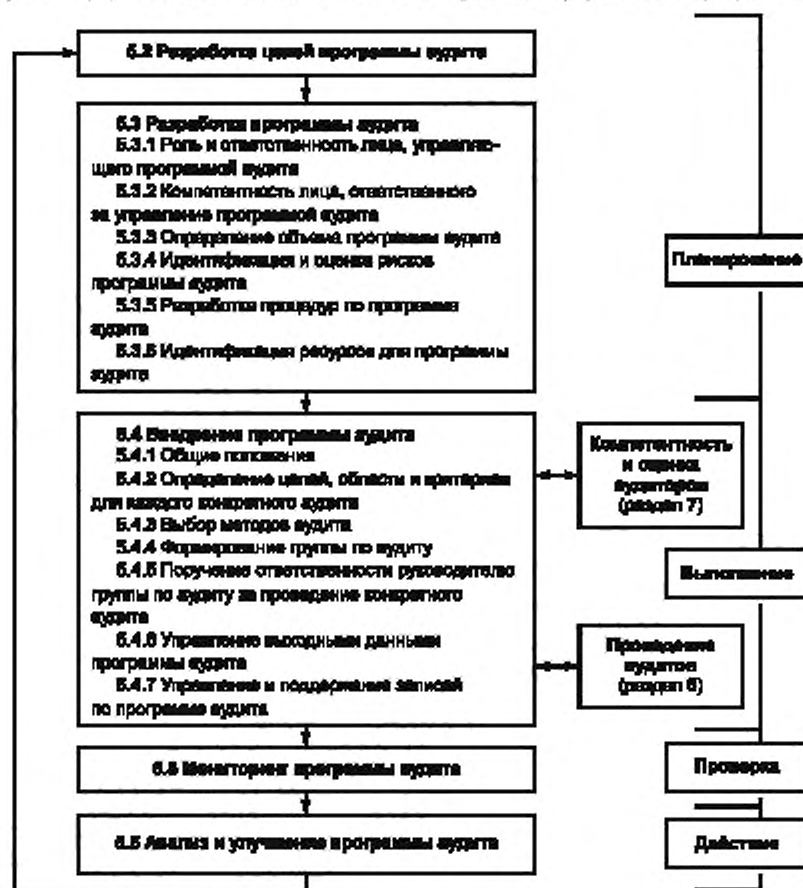 5.2 Разработка целей программы аудита
5.3 Разработка программы аудита
5.3.1 Роль и ответственность лица, управляю-
щего программой аудита
5.3.2 Компетентность лица, ответственного
за управление программой аудита
5.3.3 Определение объема программы аудита
5.3.4 Идентификация и оценка рисков
программы аудита
5.3.5 Разработка процедур по программе
аудита
5.3.6 Идентификация ресурсов для программы
аудита
Планирование
5.4 Внедрение программы аудита
5.4.1 Общие положения
5.4.2 Определение целей, области и критериев
для каждого конкретного аудита
5.4.3 Выбор методов аудита
5.4.4 Формирование группы по аудиту
5.4.5 Поручение ответственности руководителю
группы по аудиту за проведение конкретного
аудита
5.4.6 Управление выходными данными
программы аудита
5.4.7 Управление и поддержание записей
по программе аудита
Компетентность
и оценка
аудиторов
(раздел 7)
Выполнение
Проведение
аудитов
(раздел 6)
5.5 Мониторинг программы аудита
Проверка
5.6 Анализ и улучшение программы аудита
Действие